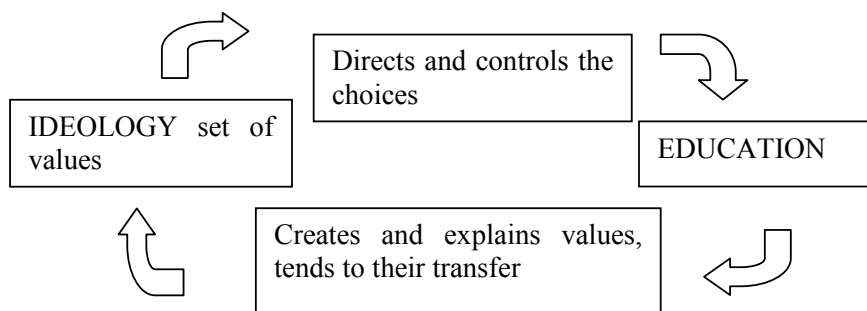 Directs and controls the
choices
IDEOLOGY set of
values
EDUCATION
Creates and explains values,
tends to their transfer